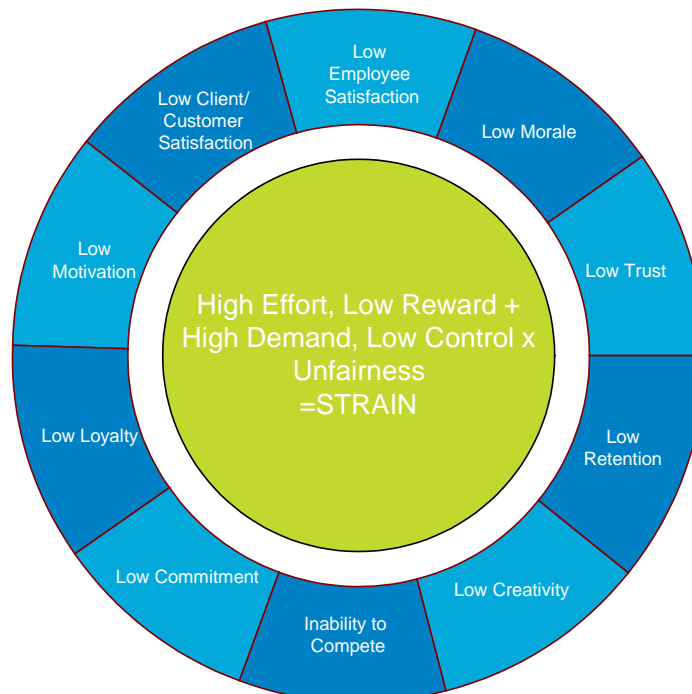 Low
Employee
Satisfaction
Low Morale
Low Trust
Low
Retention
Low Creativity
Inability to
Compete
Low Commitment
Low Loyalty
Low
Motivation
Low Client/
Customer
Satisfaction
High Effort, Low Reward +
High Demand, Low Control x
Unfairness
=STRAIN